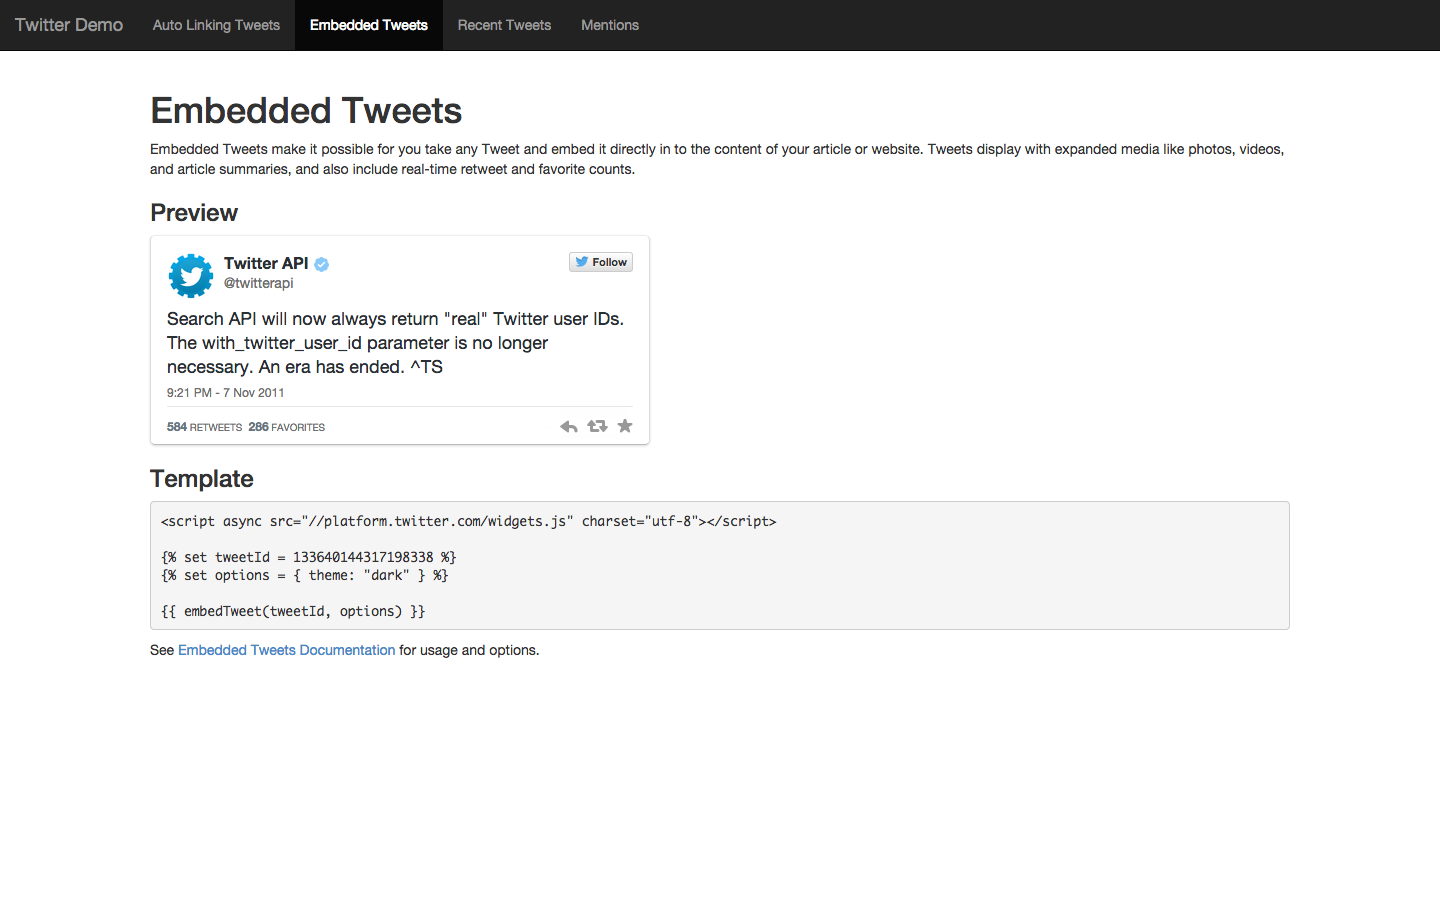 Twitter Demo Auto Linking Tweets Embedded Tweets Recent Tweets Mentions
Embedded Tweets
Embedded Tweets make it possible for you take any Tweet and embed it directly in to the content of your article or website. Tweets display with expanded media like photos, videos,
and article summaries, and also include real-time retweet and favorite counts.
Preview
Twitter API Follow
@twitterapi
Search API will now always return "real" Twitter user IDs.
The with_twitter_user_id parameter is no longer
necessary. An era has ended. ^TS
9:21 PM - 7 Nov 2011
584 RETWEETS 286 FAVORITES
Template
<script async src="//platform.twitter.com/widgets.js" charset="utf-8"></script>
{% set tweetId = 133640144317198338 %}
{% set options = { theme: "dark" } %}
{{ embedTweet(tweetId, options) }}
See Embedded Tweets Documentation for usage and options.